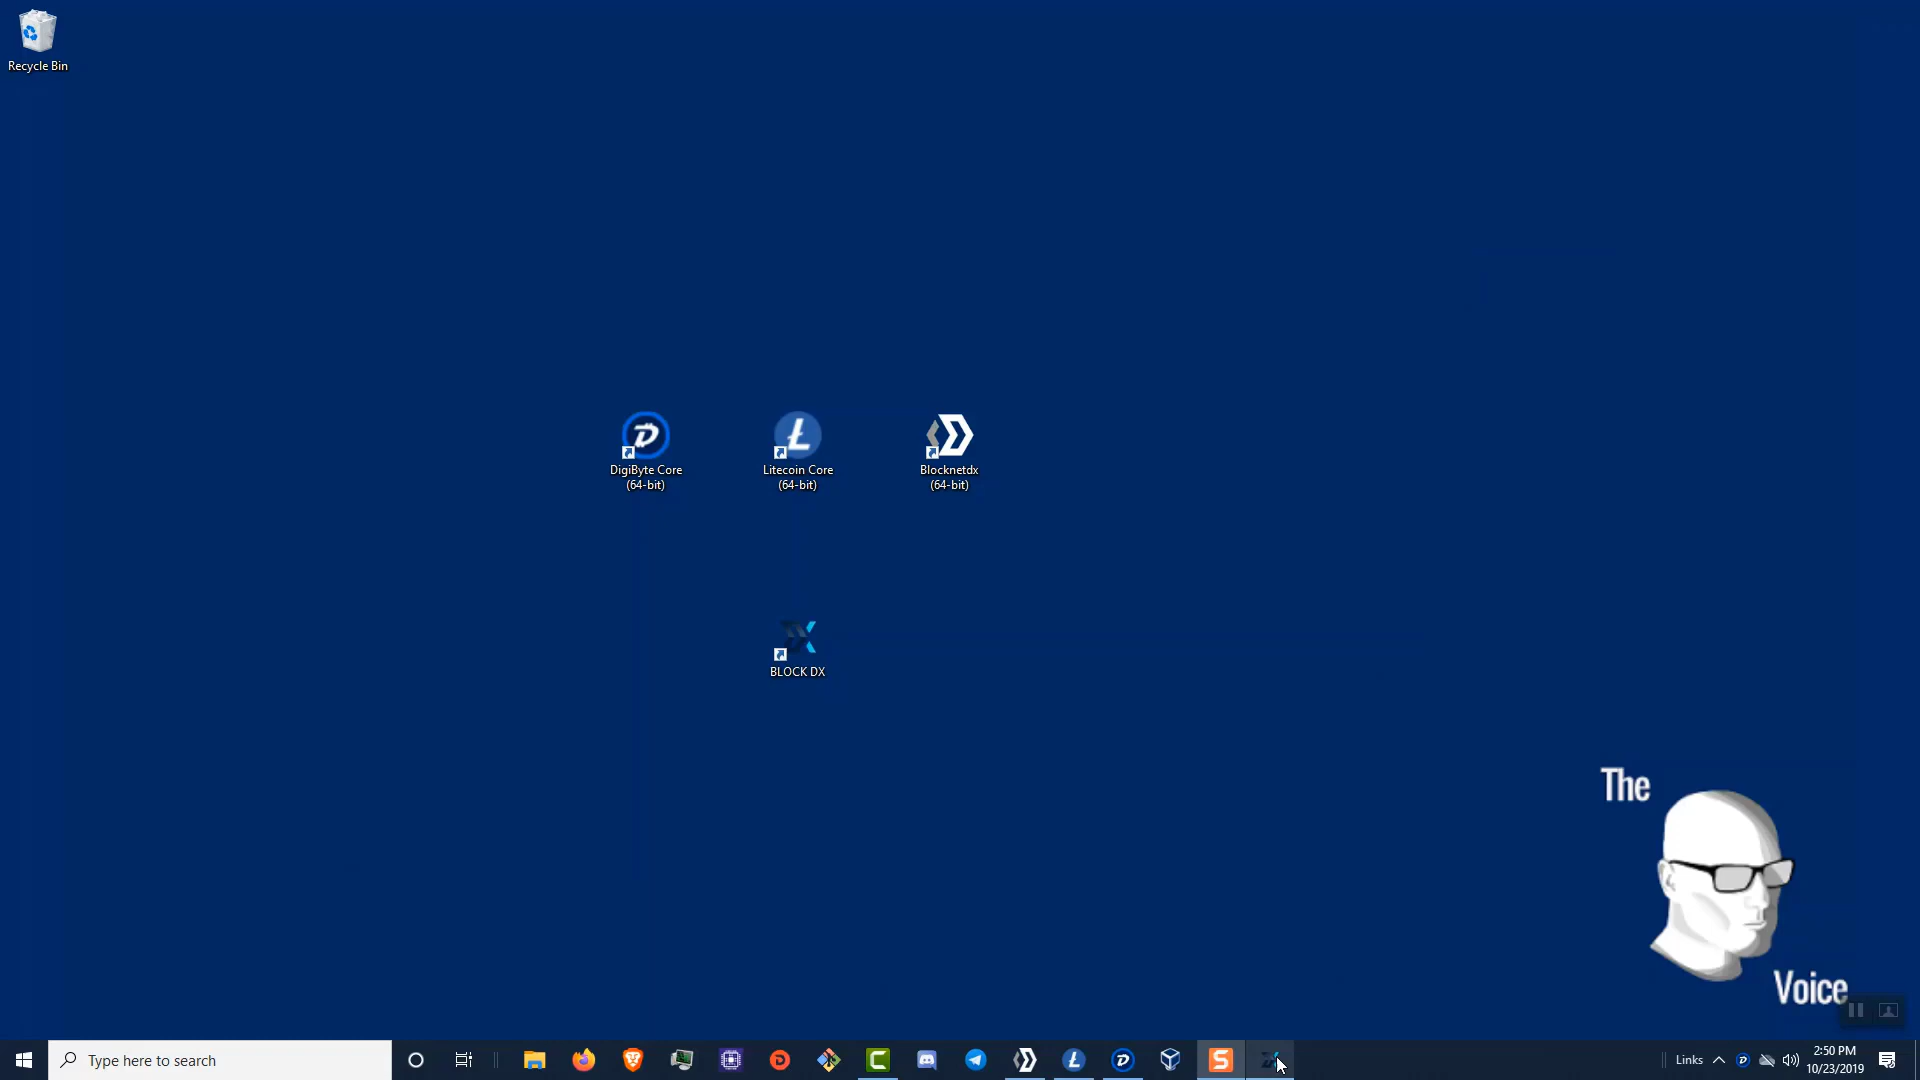 Recycle Bin
DigiByte Core
(64-bit)
Litecoin Core
(64-bit)
Blocknetdx
(64-bit)
BLOCK DX
The
Voice
Type here to search
Links
2:50 PM
10/23/2019